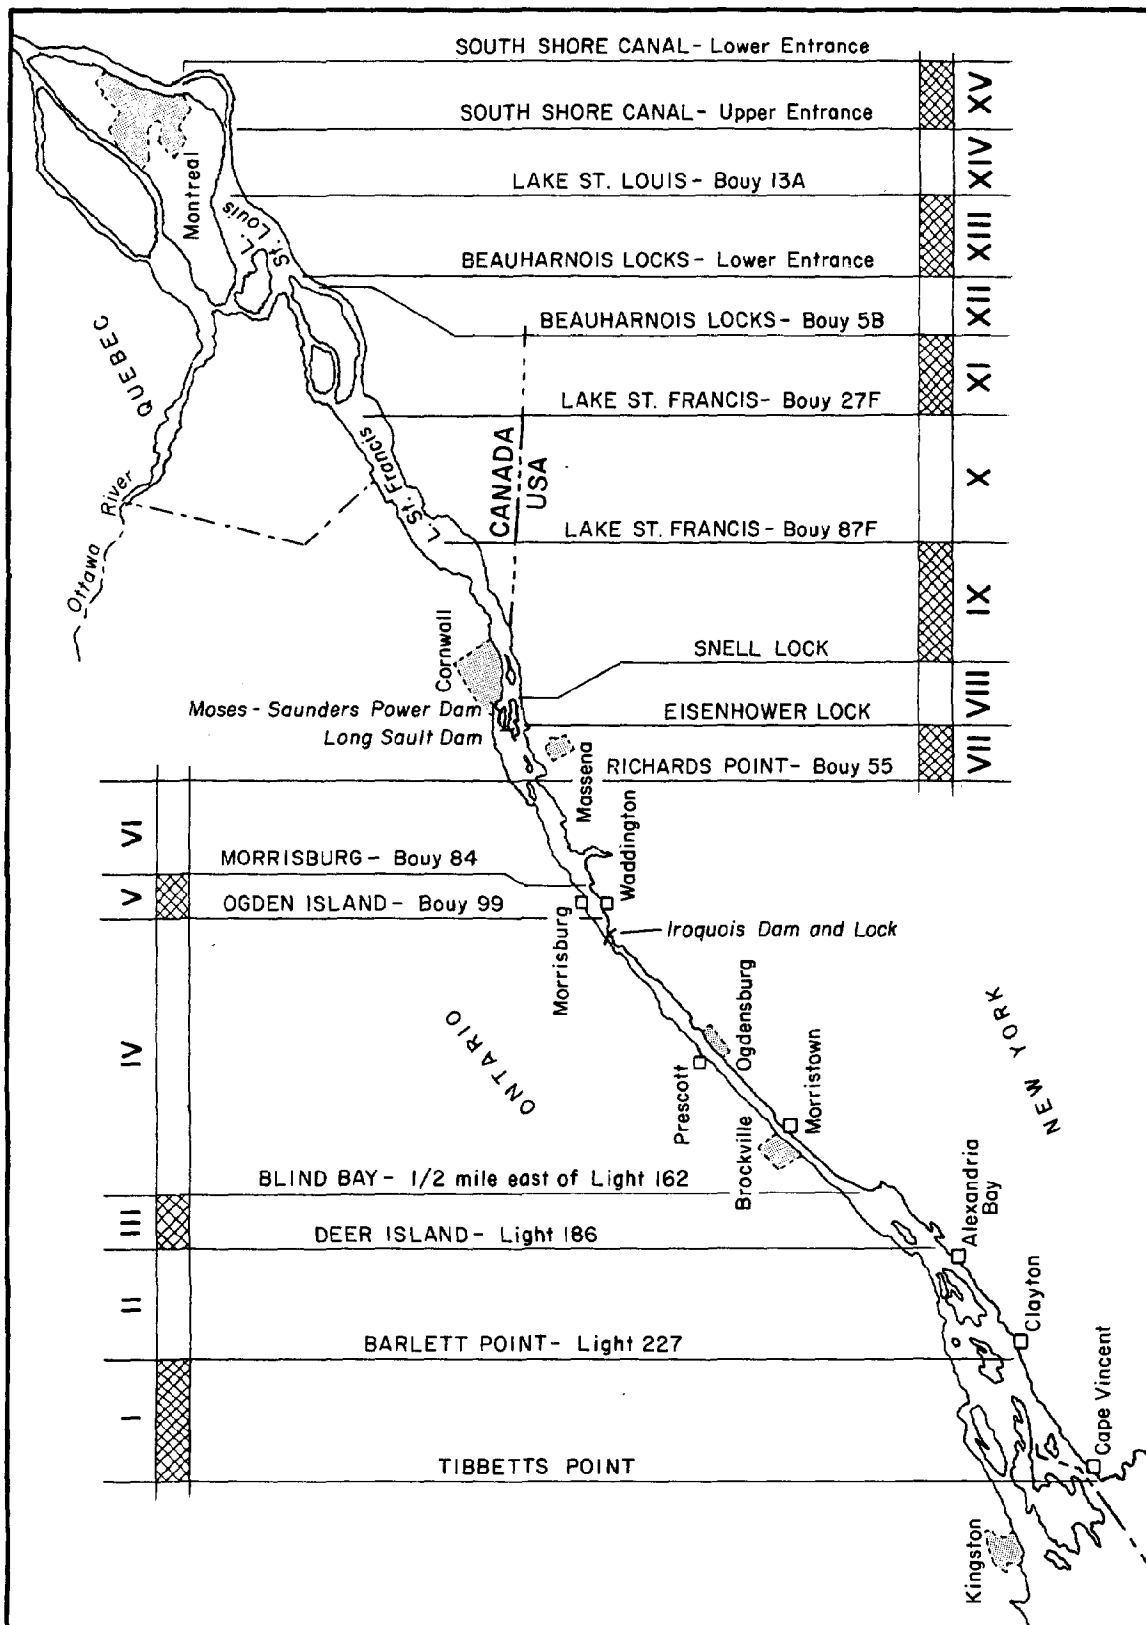 SOUTH SHORE CANAL - Lower Entrance
XV
SOUTH SHORE CANAL - Upper Entrance
XIV
LAKE ST. LOUIS - Bouy 13A
XIII
Montreal
L. St. Louis
BEAUHARNOIS LOCKS - Lower Entrance
XII
BEAUHARNOIS LOCKS - Bouy 5B
QUEBEC
XI
LAKE ST. FRANCIS - Bouy 27F
CANADA
USA
X
L. St. Francis
Ottawa River
LAKE ST. FRANCIS - Bouy 87F
IX
Cornwall
SNELL LOCK
VIII
Moses - Saunders Power Dam
EISENHOWER LOCK
Long Sault Dam
VII
Massena
RICHARDS POINT - Bouy 55
VI
Waddington
MORRISBURG - Bouy 84
V
OGDEN ISLAND - Bouy 99
Morrisburg
Iroquois Dam and Lock
Ogdensburg
IV
ONTARIO
NEW YORK
Prescott
Morristown
Brockville
BLIND BAY - 1/2 mile east of Light 162
Alexandria
Bay
III
DEER ISLAND - Light 186
II
Clayton
BARLETT POINT - Light 227
I
Cape Vincent
TIBBETTS POINT
Kingston